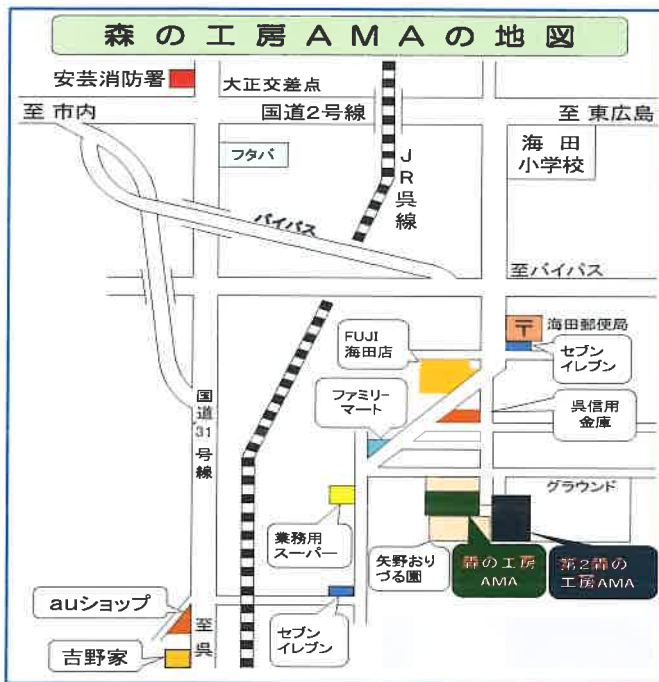 森の工房AMAの地図
安芸消防署
大正交差点
至 市内
国道2号線
至 東広島
フタバ
JR呉線
海田
小学校
バイパス
至バイパス
海田郵便局
FUJI
海田店
セブン
イレブン
ファミリー
マート
呉信用
金庫
国道31号線
グラウンド
業務用
スーパー
矢野おり
づる園
森の工房
AMA
第2森の
工房AMA
auショップ
至呉
セブン
イレブン
吉野家